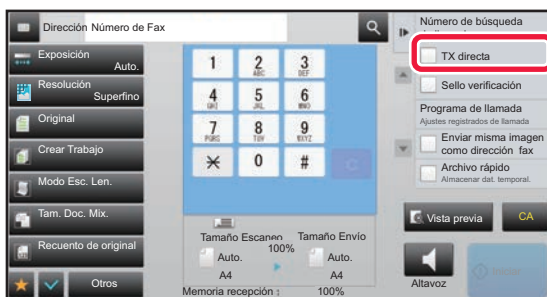 Dirección Número de Fax
Exposición
Auto.
Resolución
Superfino
Original
Crear Trabajo
Modo Esc. Len.
Tam. Doc. Mix.
Recuento de original
Otros
1
2
ABC
3
DEF
4
GHI
5
JKL
6
MNO
7
PQRS
8
TUV
9
WXYZ
0
#
C
Tamaño Escaneo
Tamaño Envío
100%
Auto.
A4
Auto.
A4
Memoria recepción :
100%
Número de búsqueda
TX directa
Sello verificación
Programa de llamada
Ajustes registrados de llamada
Enviar misma imagen
como dirección fax
Archivo rápido
Almacenar dat. temporal.
Vista previa
CA
Altavoz